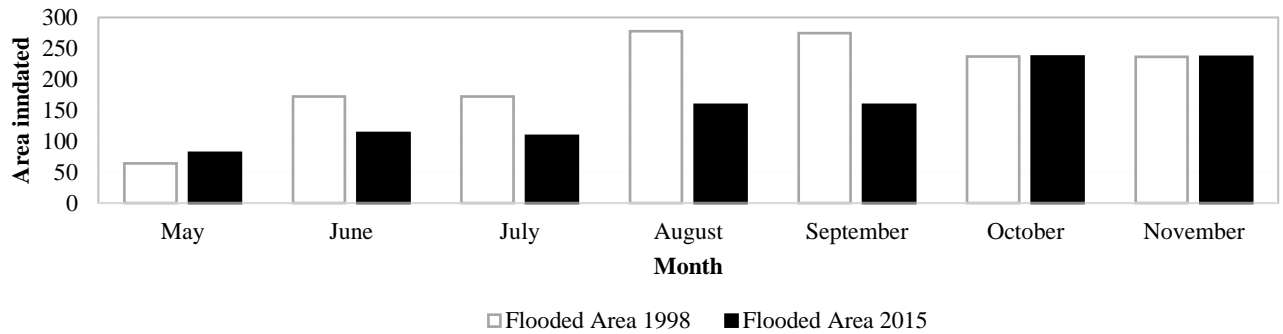 300
250
200
150
100
50
0
Area inndated
May June July August September October November
Month
Flooded Area 1998 Flooded Area 2015